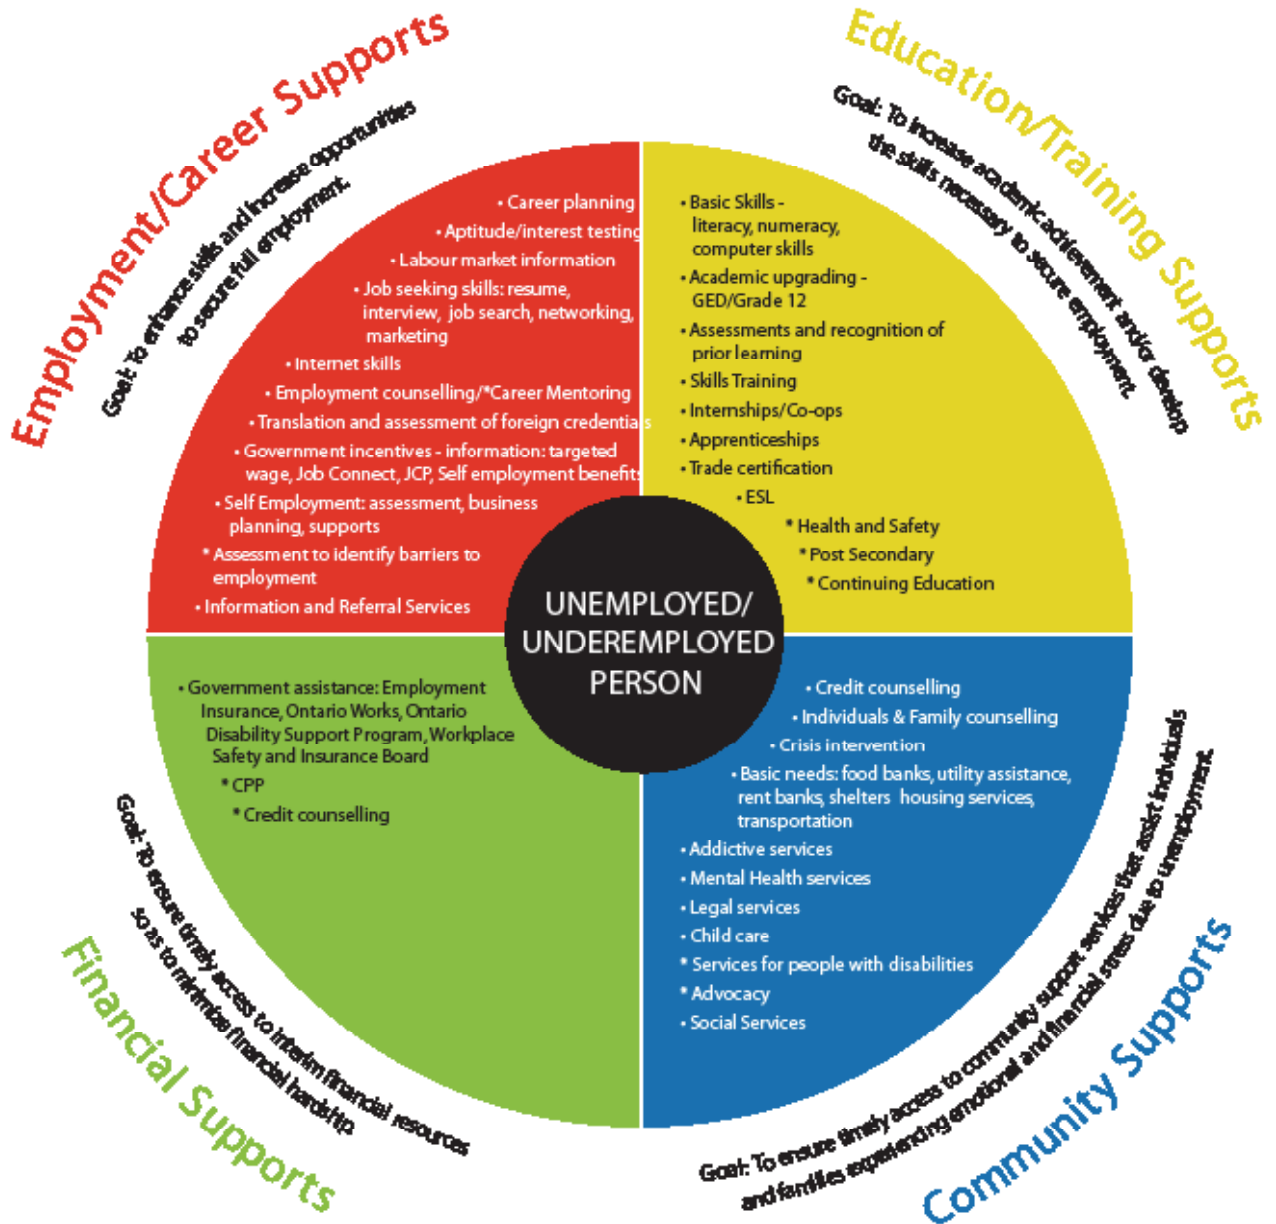 Employment/Career Supports
Goal: To enhance skills and increase opportunities
to secure full employment.
• Career planning
• Aptitude/interest testing
• Labour market information
• Job seeking skills: resume,
interview, job search, networking,
marketing
• Internet skills
• Employment counselling/*Career Mentoring
• Translation and assessment of foreign credentials
• Government incentives - information: targeted
wage, Job Connect, JCP, Self employment benefits
• Self Employment: assessment, business
planning, supports
* Assessment to identify barriers to
employment
• Information and Referral Services
Education/Training Supports
Goal: To increase academic achievement and/or develop
the skills necessary to secure employment.
• Basic Skills -
literacy, numeracy,
computer skills
• Academic upgrading -
GED/Grade 12
• Assessments and recognition of
prior learning
• Skills Training
• Internships/Co-ops
• Apprenticeships
• Trade certification
• ESL
* Health and Safety
* Post Secondary
* Continuing Education
UNEMPLOYED/
UNDEREMPLOYED
PERSON
• Government assistance: Employment
Insurance, Ontario Works, Ontario
Disability Support Program, Workplace
Safety and Insurance Board
* CPP
* Credit counselling
Goal: To ensure timely access to interim financial resources
so as to minimize financial hardship.
Financial Supports
• Credit counselling
• Individuals & Family counselling
• Crisis intervention
• Basic needs: food banks, utility assistance,
rent banks, shelters housing services,
transportation
• Addictive services
• Mental Health services
• Legal services
• Child care
* Services for people with disabilities
* Advocacy
• Social Services
Goal: To ensure timely access to community support services that assist individuals
and families experiencing emotional and financial stress due to unemployment.
Community Supports